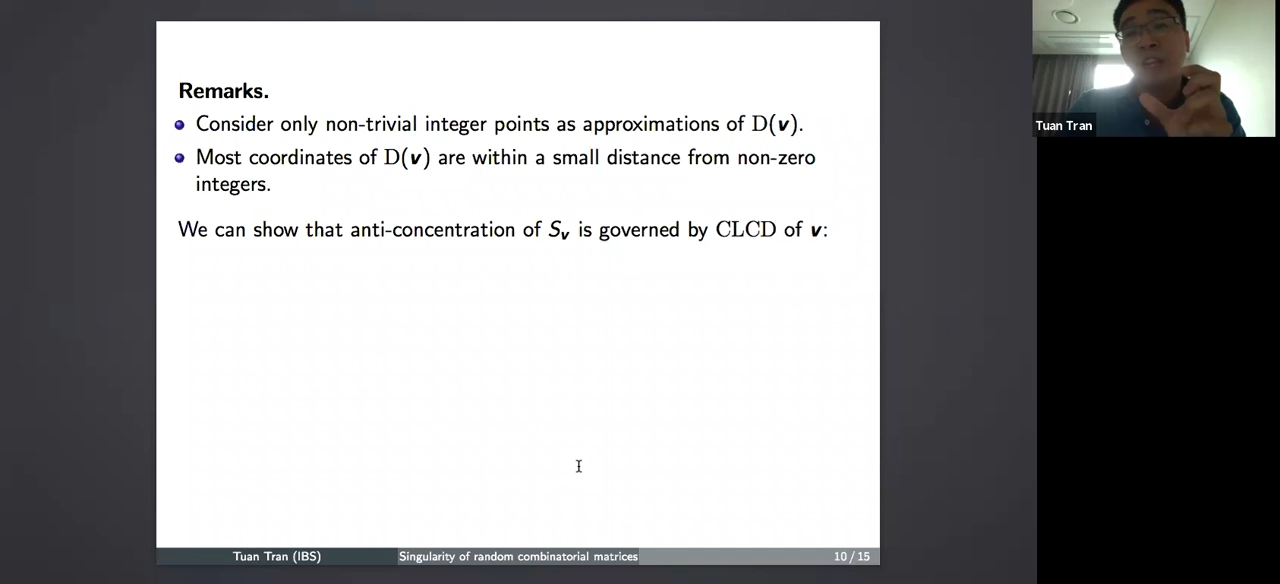 Remarks.
Consider only non-trivial integer points as approximations of D(v).
Most coordinates of D(v) are within a small distance from non-zero
integers.
We can show that anti-concentration of Sv is governed by CLCD of v:
Tuan Tran (IBS)
Singularity of random combinatorial matrices
10 / 15
Tuan Tran